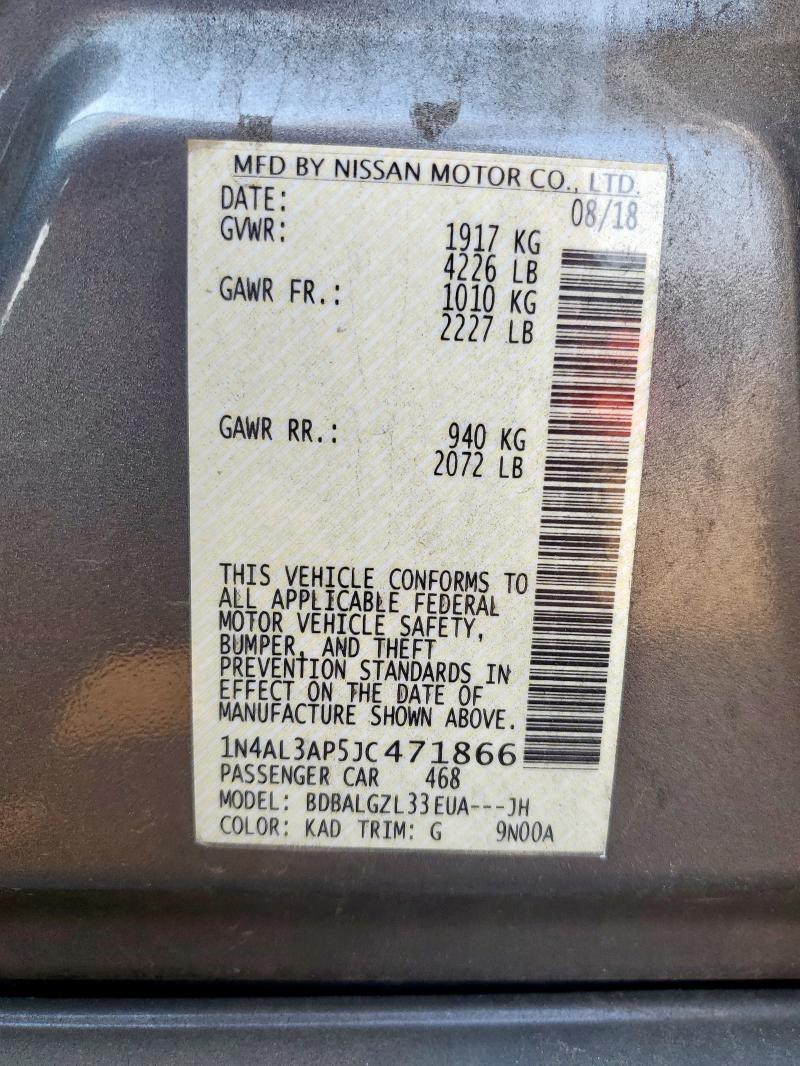 MFD BY NISSAN MOTOR CO., LTD.
DATE: 08/18
GVWR: 1917 KG
4226 LB
GAWR FR.: 1010 KG
2227 LB
GAWR RR.: 940 KG
2072 LB
THIS VEHICLE CONFORMS TO
ALL APPLICABLE FEDERAL
MOTOR VEHICLE SAFETY,
BUMPER, AND THEFT
PREVENTION STANDARDS IN
EFFECT ON THE DATE OF
MANUFACTURE SHOWN ABOVE.
1N4AL3AP5JC471866
PASSENGER CAR 468
MODEL: BDBALGZL33EUA---JH
COLOR: KAD TRIM: G 9N00A